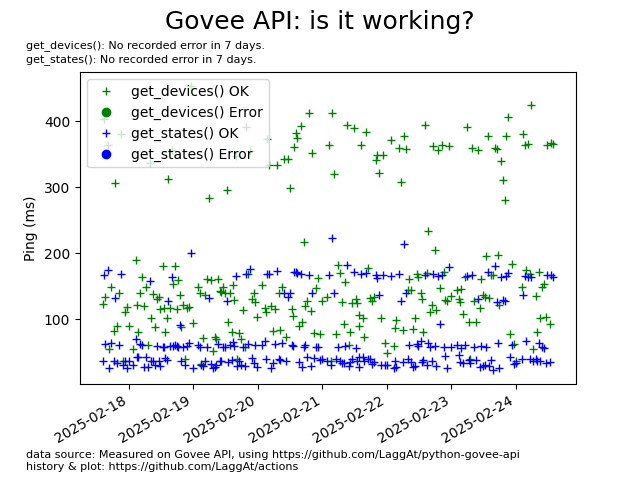 Govee API: is it working?
get_devices(): No recorded error in 7 days.
get_states(): No recorded error in 7 days.
get_devices() OK
get_devices() Error
get_states() OK
get_states() Error
Ping (ms)
400
300
200
100
2025-02-18
2025-02-19
2025-02-20
2025-02-21
2025-02-22
2025-02-23
2025-02-24
data source: Measured on Govee API, using https://github.com/LaggAt/python-govee-api
history & plot: https://github.com/LaggAt/actions